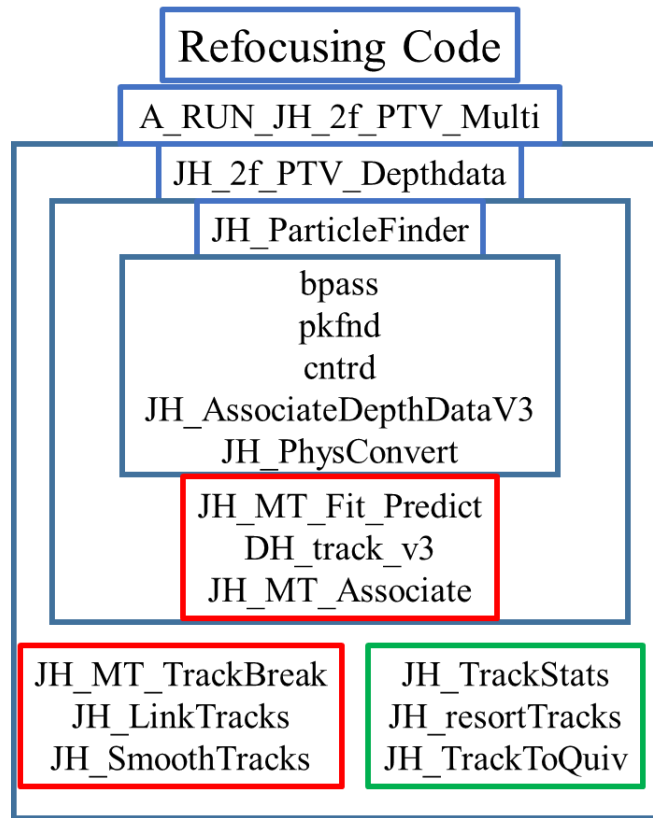 Refocusing Code
A_RUN_JH_2f_PTV_Multi
JH_2f_PTV_Depthdata
JH_ParticleFinder
bpass
pkfnd
cntrd
JH_AssociateDepthDataV3
JH_PhysConvert
JH_MT_Fit_Predict
DH_track_v3
JH_MT_Associate
JH_MT_TrackBreak
JH_LinkTracks
JH_SmoothTracks
JH_TrackStats
JH_resortTracks
JH_TrackToQuiv